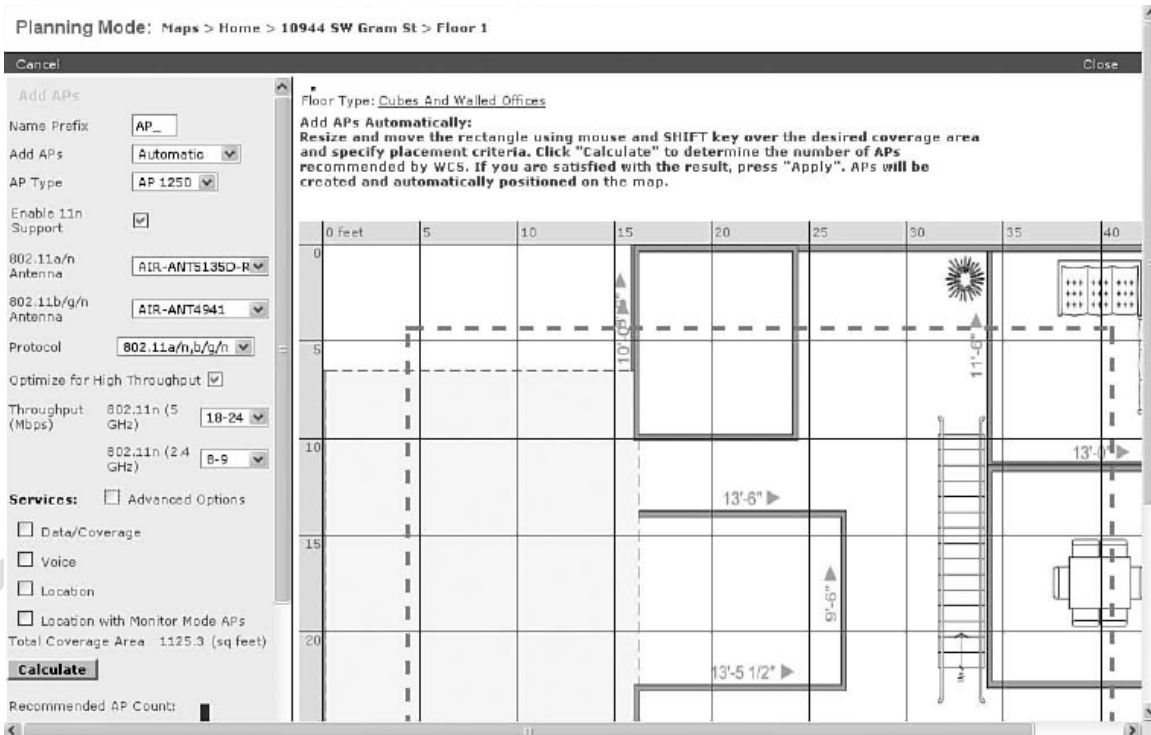 Planning Mode: Maps > Home > 10944 SW Gram St > Floor 1
Cancel
Close
Add APs
Name Prefix
AP_
Add APs
Automatic
AP Type
AP 1250
Enable 11n
Support
802.11a/n
Antenna
AIR-ANT5135D-R
802.11b/g/n
Antenna
AIR-ANT4941
Protocol
802.11a/n,b/g/n
Optimize for High Throughput
Throughput
(Mbps)
802.11n (5
GHz)
18-24
802.11n (2.4
GHz)
8-9
Services:
Advanced Options
Data/Coverage
Voice
Location
Location with Monitor Mode APs
Total Coverage Area 1125.3 (sq feet)
Calculate
Recommended AP Count:
Floor Type: Cubes And Walled Offices
Add APs Automatically:
Resize and move the rectangle using mouse and SHIFT key over the desired coverage area
and specify placement criteria. Click "Calculate" to determine the number of APs
recommended by WCS. If you are satisfied with the result, press "Apply". APs will be
created and automatically positioned on the map.
0 feet 5 10 15 20 25 30 35 40
0
5
10
15
20
11'-6"
13'-0"
13'-6"
9'-6"
13'-5 1/2"